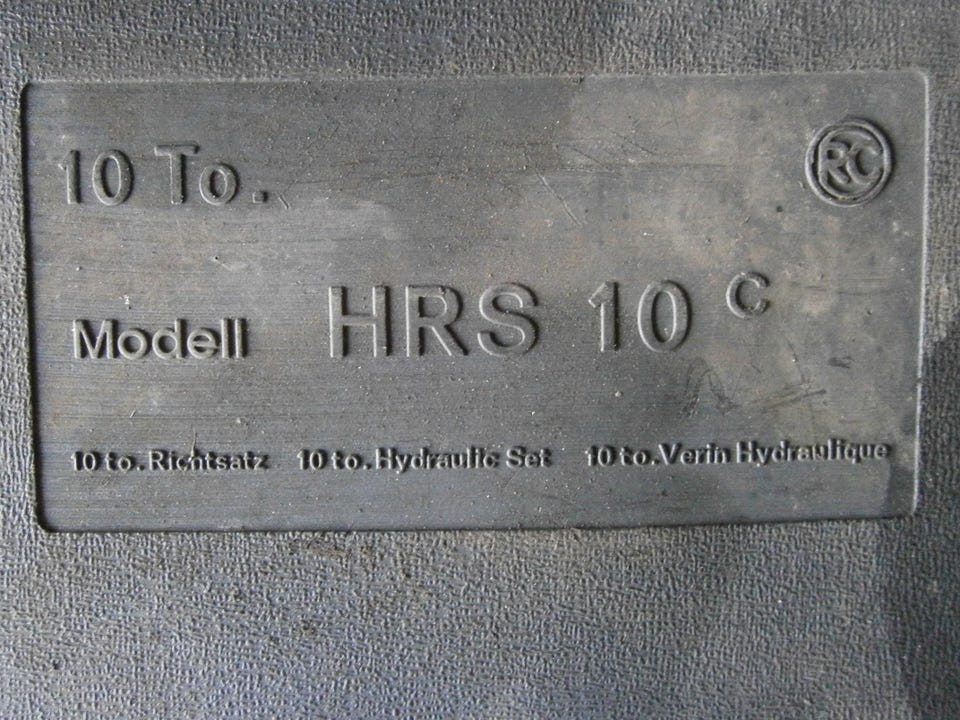 10 To.
RC
Modell HRS 10 C
10 to. Richtsatz 10 to. Hydraulic Set 10 to. Verin Hydraulique